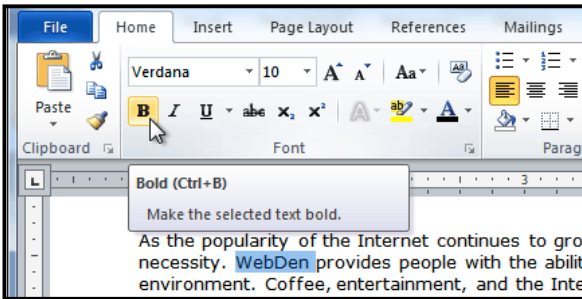 File Home Insert Page Layout References Mailings
Verdana 10 A A Aa Aa
Paste
B I U abc x₂ x² A ab A
Clipboard Font Parag
L 3
Bold (Ctrl+B)
Make the selected text bold.
As the popularity of the Internet continues to gro
necessity. WebDen provides people with the abilit
environment. Coffee, entertainment, and the Inte